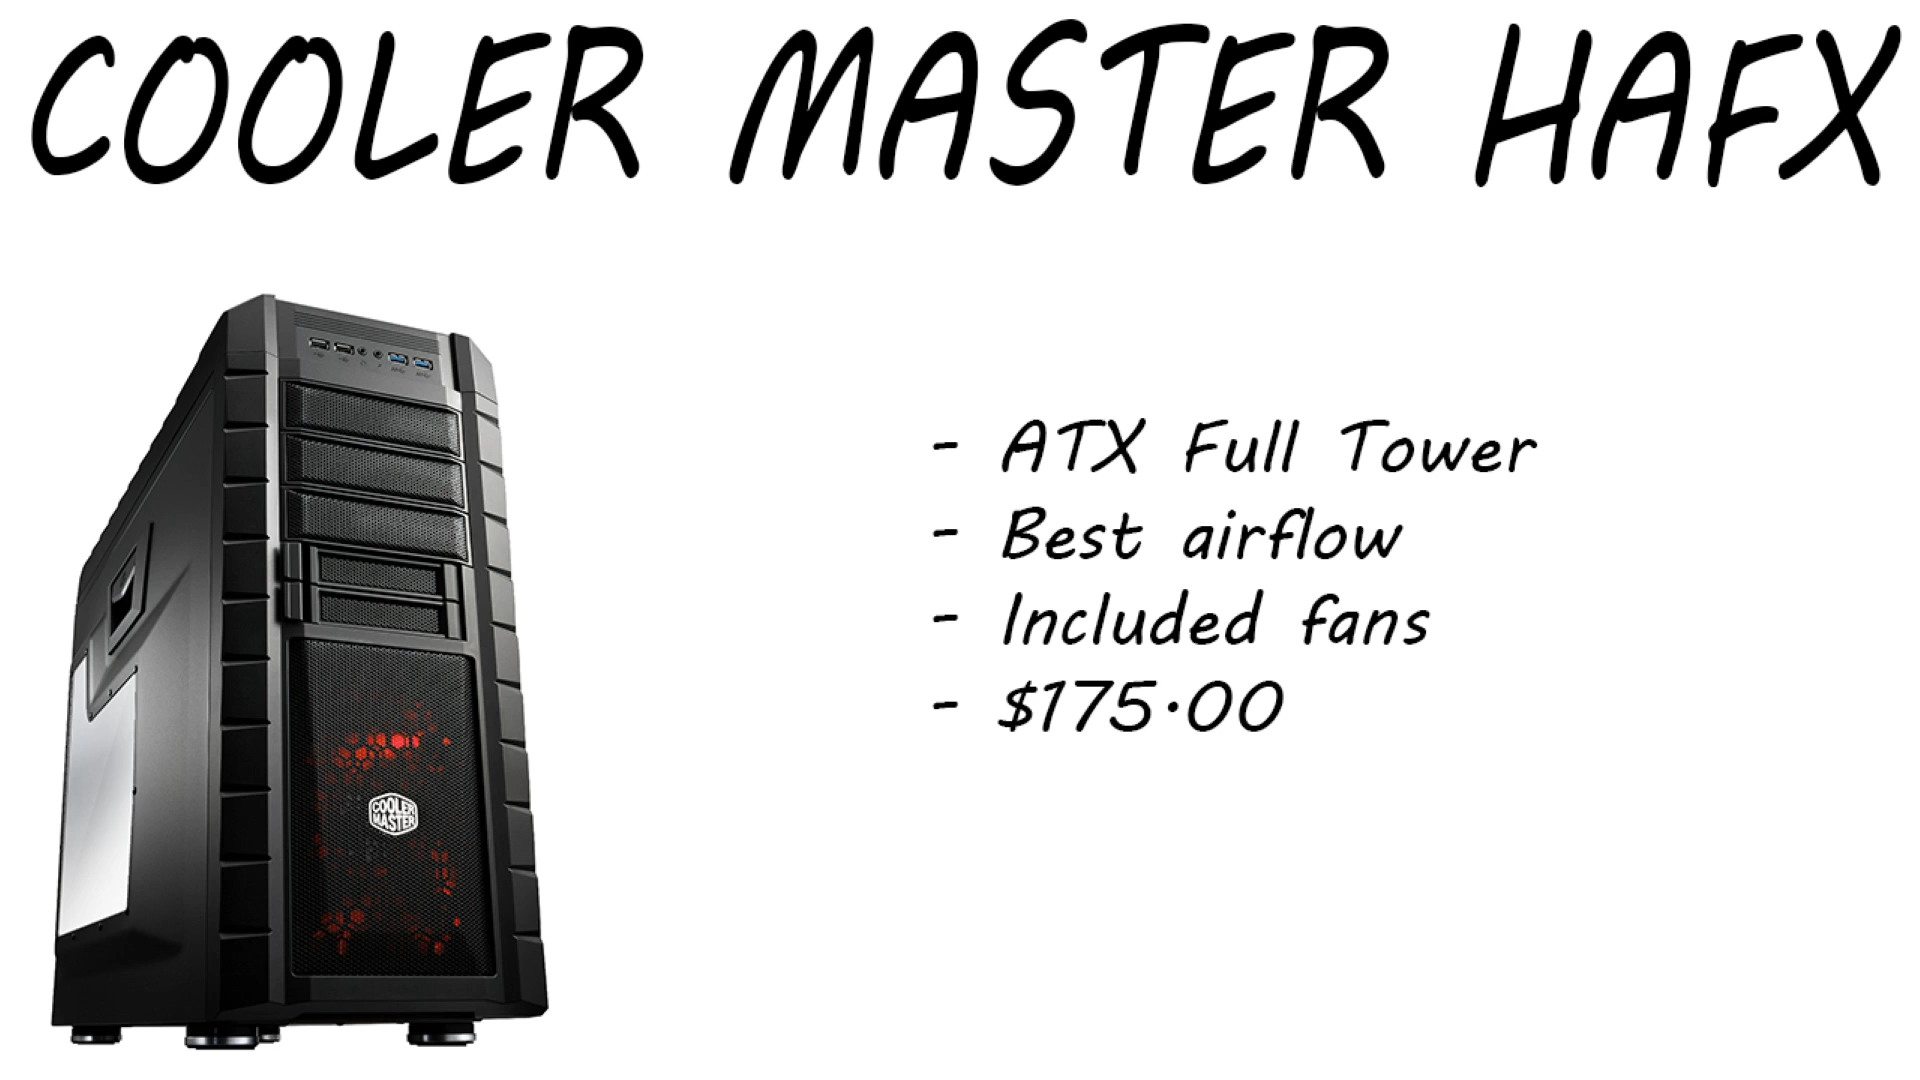 COOLER MASTER HAFX
- ATX Full Tower
- Best airflow
- Included fans
- $175.00
COOLER
MASTER